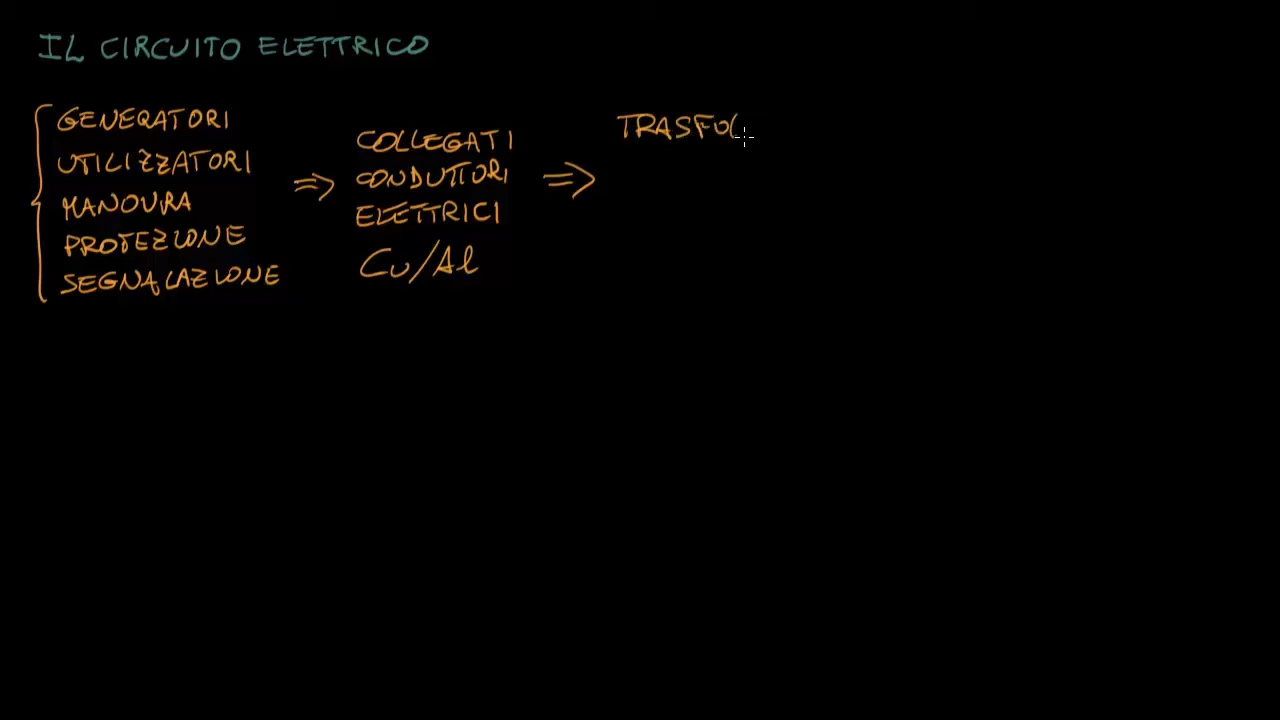 IL CIRCUITO ELETTRICO
GENERATORI
UTILIZZATORI
MANOVRA
PROTEZIONE
SEGNALAZIONE
⇒
COLLEGATI
CONDUTTORI
ELETTRICI
Cu/Al
⇒
TRASFO